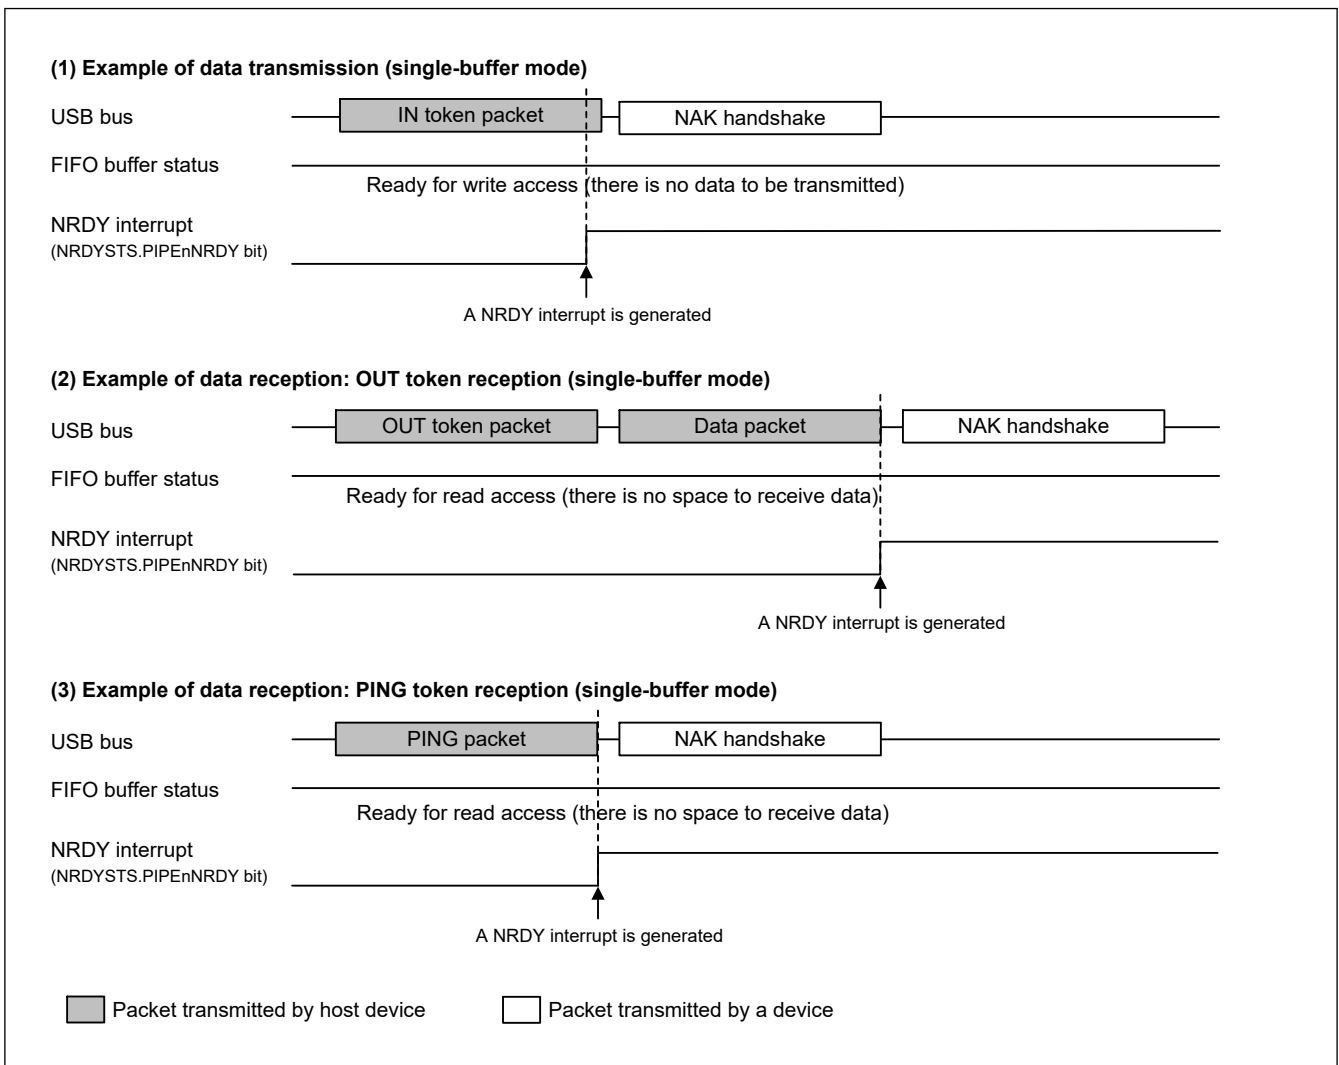 (1) Example of data transmission (single-buffer mode)
USB bus
IN token packet
NAK handshake
FIFO buffer status
Ready for write access (there is no data to be transmitted)
NRDY interrupt
(NRDYSTS.PIPEnNRDY bit)
A NRDY interrupt is generated
(2) Example of data reception: OUT token reception (single-buffer mode)
USB bus
OUT token packet
Data packet
NAK handshake
FIFO buffer status
Ready for read access (there is no space to receive data)
NRDY interrupt
(NRDYSTS.PIPEnNRDY bit)
A NRDY interrupt is generated
(3) Example of data reception: PING token reception (single-buffer mode)
USB bus
PING packet
NAK handshake
FIFO buffer status
Ready for read access (there is no space to receive data)
NRDY interrupt
(NRDYSTS.PIPEnNRDY bit)
A NRDY interrupt is generated
Packet transmitted by host device
Packet transmitted by a device